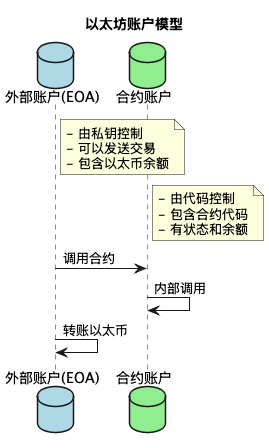 以太坊账户模型
外部账户(EOA)
合约账户
– 由私钥控制
– 可以发送交易
– 包含以太币余额
– 由代码控制
– 包含合约代码
– 有状态和余额
调用合约
内部调用
转账以太币
外部账户(EOA)
合约账户